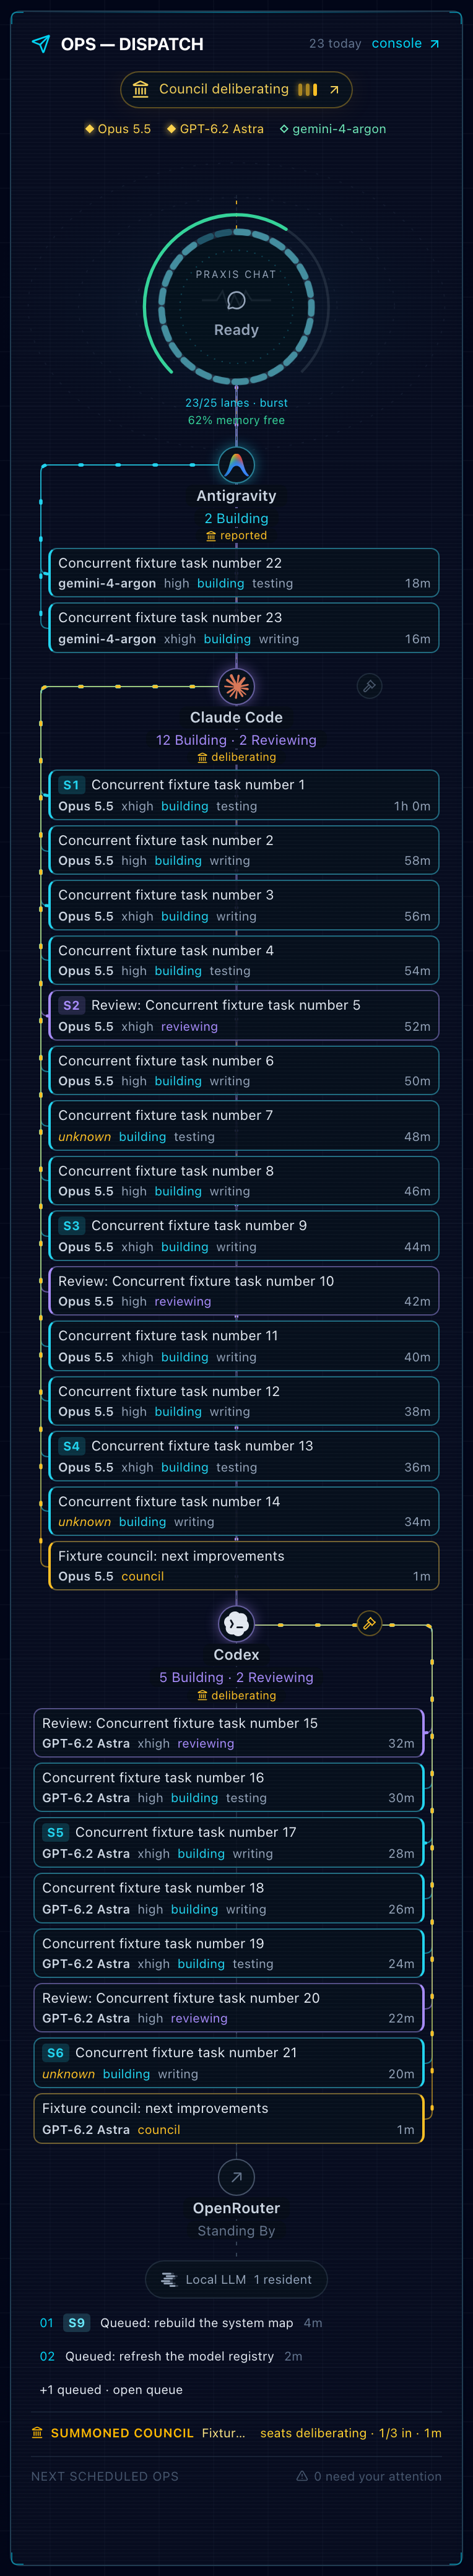 OPS — DISPATCH 23 today console
Council deliberating
Opus 5.5 GPT-6.2 Astra gemini-4-argon
PRAXIS CHAT
Ready
23/25 lanes · burst
62% memory free
Antigravity
2 Building
reported
Concurrent fixture task number 22
gemini-4-argon high building testing 18m
Concurrent fixture task number 23
gemini-4-argon xhigh building writing 16m
Claude Code
12 Building · 2 Reviewing
deliberating
S1 Concurrent fixture task number 1
Opus 5.5 xhigh building testing 1h 0m
Concurrent fixture task number 2
Opus 5.5 high building writing 58m
Concurrent fixture task number 3
Opus 5.5 xhigh building writing 56m
Concurrent fixture task number 4
Opus 5.5 high building testing 54m
S2 Review: Concurrent fixture task number 5
Opus 5.5 xhigh reviewing 52m
Concurrent fixture task number 6
Opus 5.5 high building writing 50m
Concurrent fixture task number 7
unknown building testing 48m
Concurrent fixture task number 8
Opus 5.5 high building writing 46m
S3 Concurrent fixture task number 9
Opus 5.5 xhigh building writing 44m
Review: Concurrent fixture task number 10
Opus 5.5 high reviewing 42m
Concurrent fixture task number 11
Opus 5.5 xhigh building writing 40m
Concurrent fixture task number 12
Opus 5.5 high building writing 38m
S4 Concurrent fixture task number 13
Opus 5.5 xhigh building testing 36m
Concurrent fixture task number 14
unknown building writing 34m
Fixture council: next improvements
Opus 5.5 council 1m
Codex
5 Building · 2 Reviewing
deliberating
Review: Concurrent fixture task number 15
GPT-6.2 Astra xhigh reviewing 32m
Concurrent fixture task number 16
GPT-6.2 Astra high building testing 30m
S5 Concurrent fixture task number 17
GPT-6.2 Astra xhigh building writing 28m
Concurrent fixture task number 18
GPT-6.2 Astra high building writing 26m
Concurrent fixture task number 19
GPT-6.2 Astra xhigh building testing 24m
Review: Concurrent fixture task number 20
GPT-6.2 Astra high reviewing 22m
S6 Concurrent fixture task number 21
unknown building writing 20m
Fixture council: next improvements
GPT-6.2 Astra council 1m
OpenRouter
Standing By
Local LLM 1 resident
01 S9 Queued: rebuild the system map 4m
02 Queued: refresh the model registry 2m
+1 queued · open queue
SUMMONED COUNCIL Fixtur... seats deliberating · 1/3 in · 1m
NEXT SCHEDULED OPS 0 need your attention